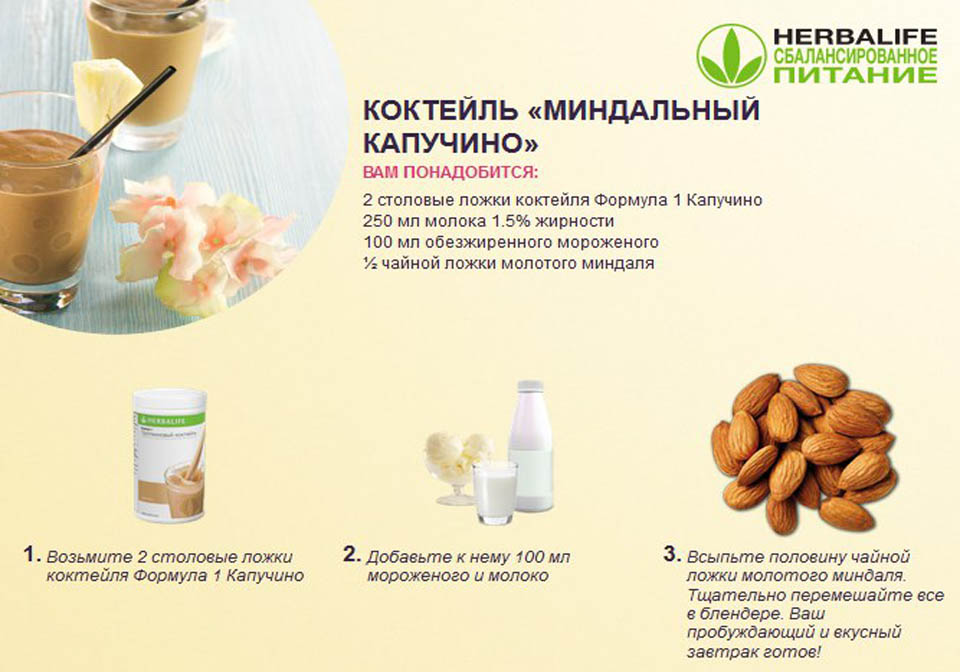 HERBALIFE
СБАЛАНСИРОВАННОЕ
ПИТАНИЕ
КОКТЕЙЛЬ «МИНДАЛЬНЫЙ
КАПУЧИНО»
ВАМ ПОНАДОБИТСЯ:
2 столовые ложки коктейля Формула 1 Капучино
250 мл молока 1.5% жирности
100 мл обезжиренного мороженого
½ чайной ложки молотого миндаля
HERBALIFE
1. Возьмите 2 столовые ложки
коктейля Формула 1 Капучино
2. Добавьте к нему 100 мл
мороженого и молоко
3. Всыпьте половину чайной
ложки молотого миндаля.
Тщательно перемешайте все
в блендере. Ваш
пробуждающий и вкусный
завтрак готов!